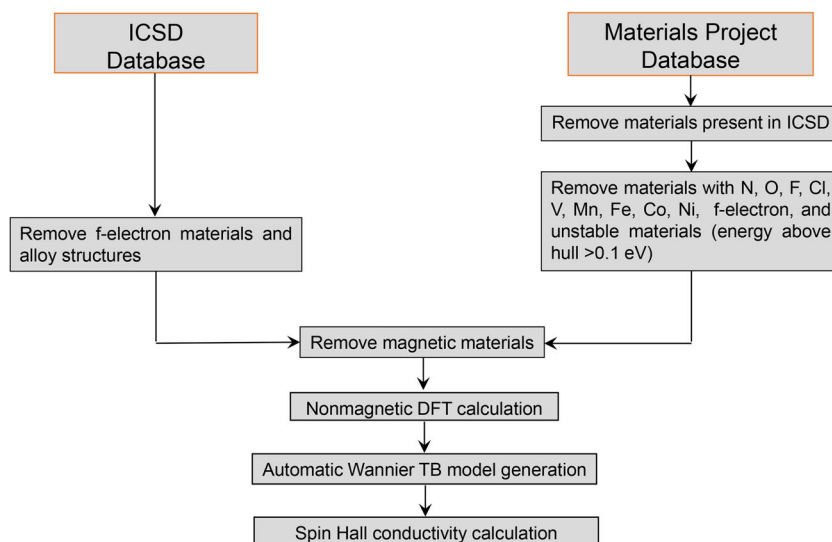 ICSD
Database
Materials Project
Database
Remove materials present in ICSD
Remove materials with N, O, F, Cl,
V, Mn, Fe, Co, Ni, f-electron, and
unstable materials (energy above
hull >0.1 eV)
Remove f-electron materials and
alloy structures
Remove magnetic materials
Nonmagnetic DFT calculation
Automatic Wannier TB model generation
Spin Hall conductivity calculation